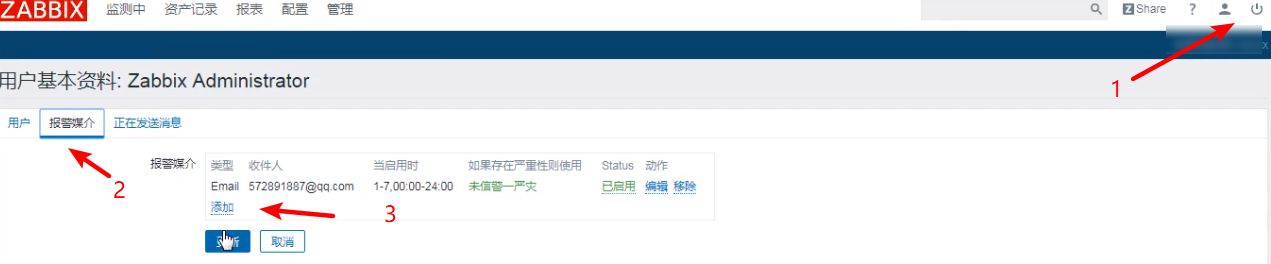 ZABBIX 监测中 资产记录 报表 配置 管理 Z Share ?
x
1
用户基本资料: Zabbix Administrator
用户 报警媒介 正在发送消息
2
报警媒介 类型 收件人 当启用时 如果存在严重性则使用 Status 动作
Email 572891887@qq.com 1-7,00:00-24:00 未信警一严灾 已启用 编辑 移除
添加
3
取消